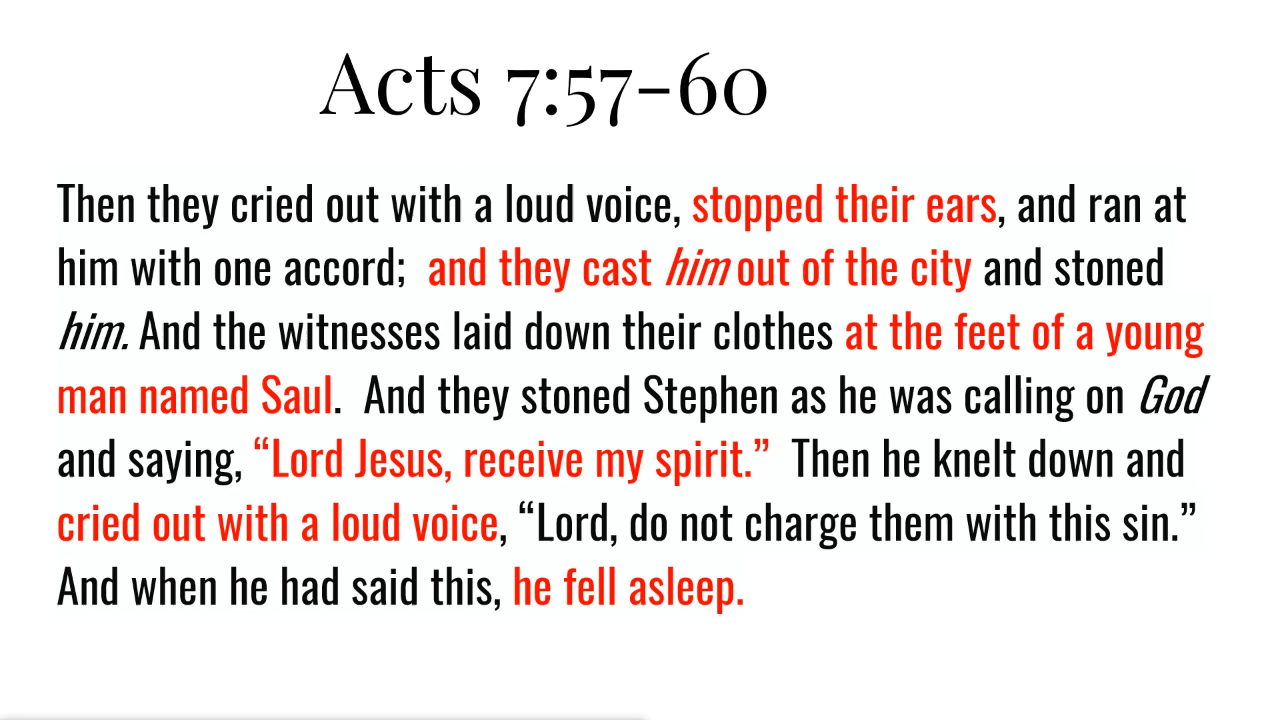 Acts 7:57-60
Then they cried out with a loud voice, stopped their ears, and ran at
him with one accord;  and they cast him out of the city and stoned
him. And the witnesses laid down their clothes at the feet of a young
man named Saul.  And they stoned Stephen as he was calling on God
and saying, “Lord Jesus, receive my spirit.”  Then he knelt down and
cried out with a loud voice, “Lord, do not charge them with this sin.”
And when he had said this, he fell asleep.